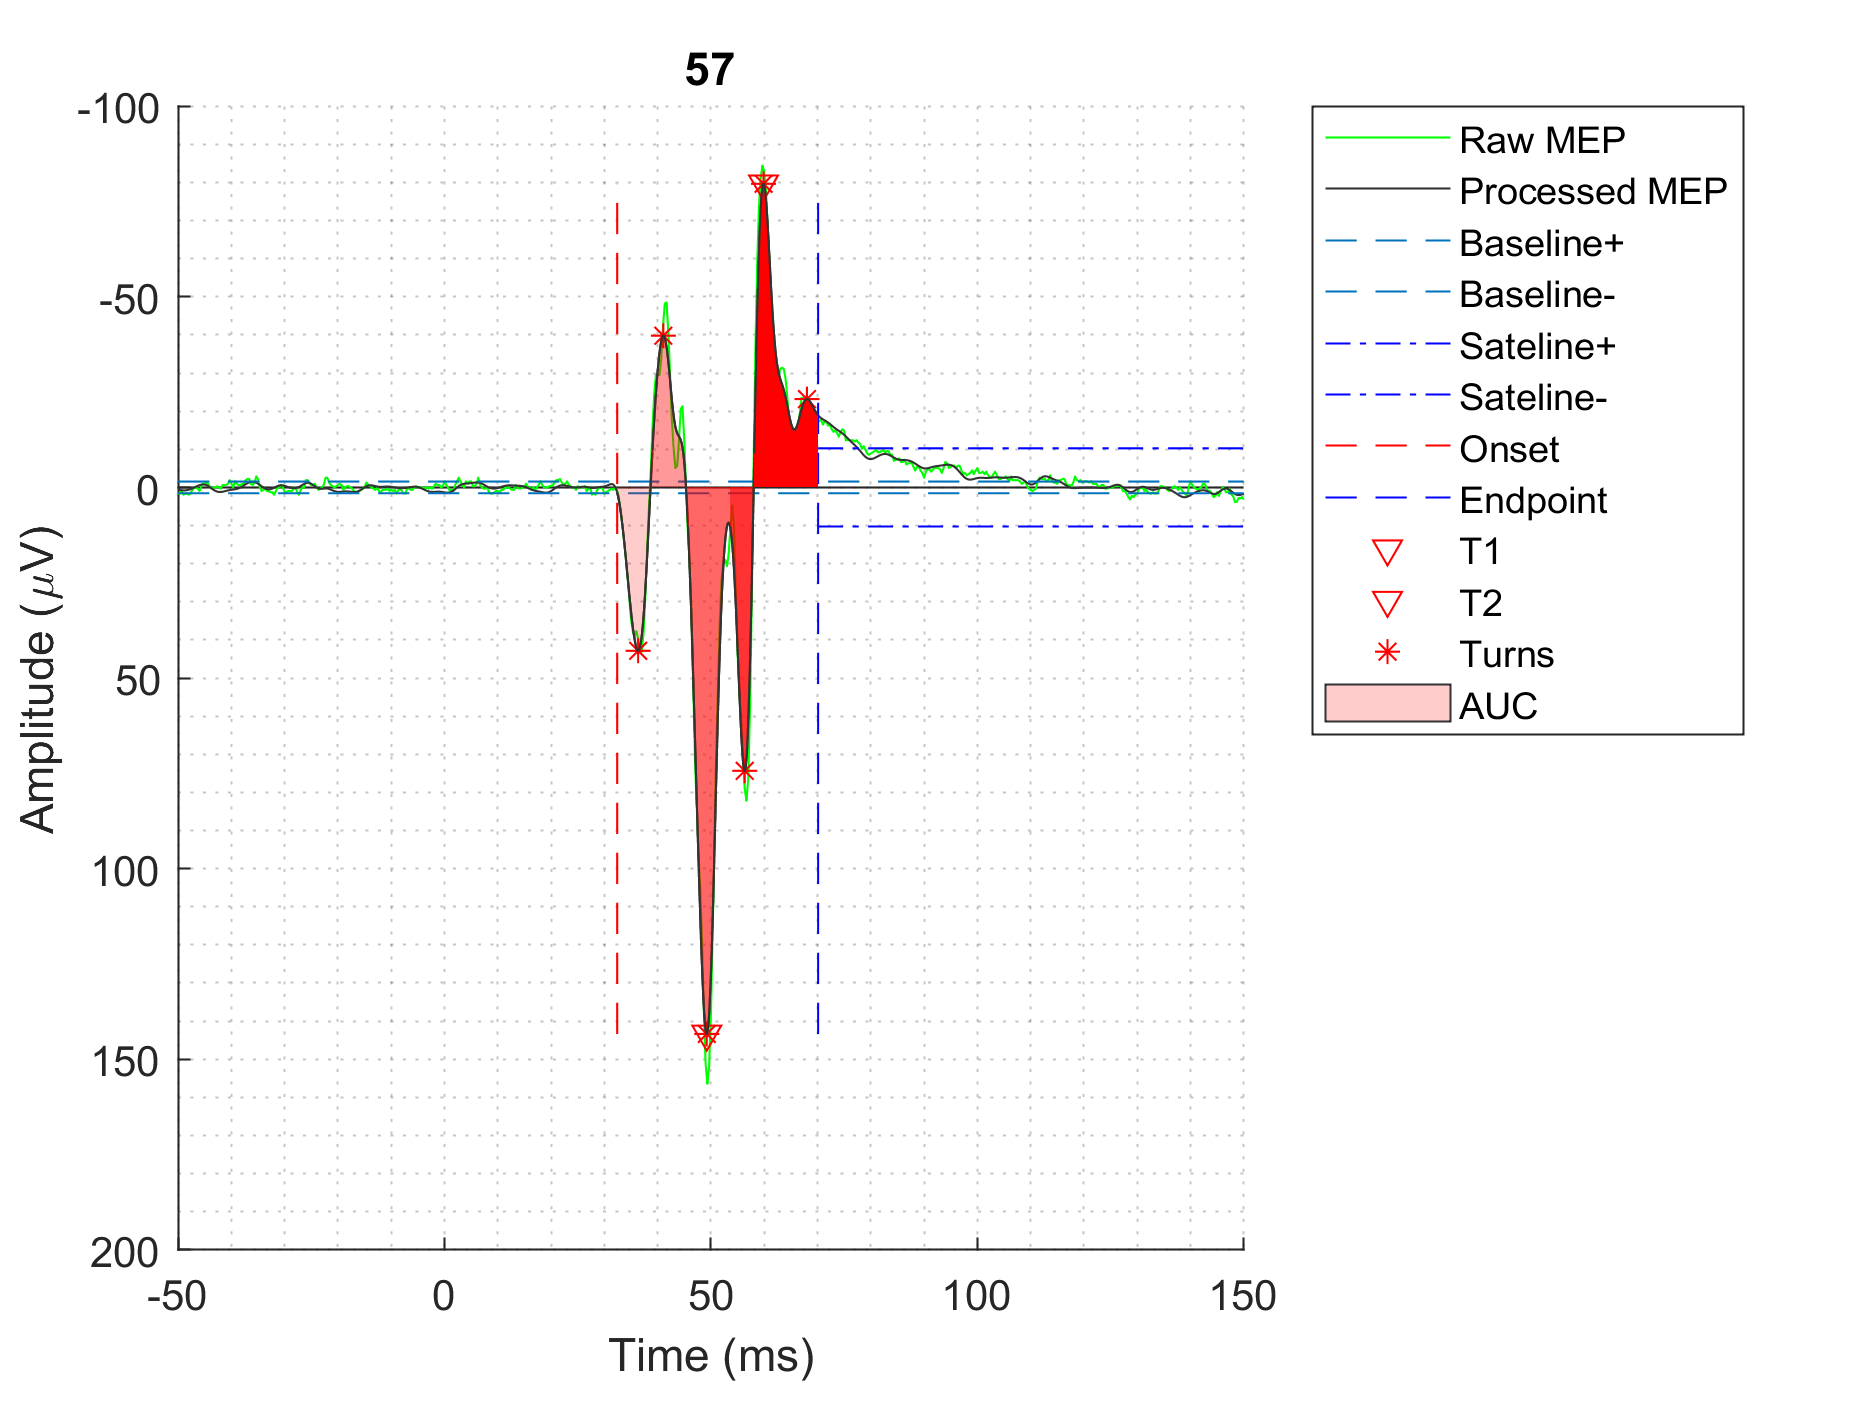 57
-100
-50
0
50
100
150
200
-50 0 50 100 150
Amplitude (μV)
Time (ms)
Raw MEP
Processed MEP
Baseline+
Baseline-
Sateline+
Sateline-
Onset
Endpoint
T1
T2
Turns
AUC